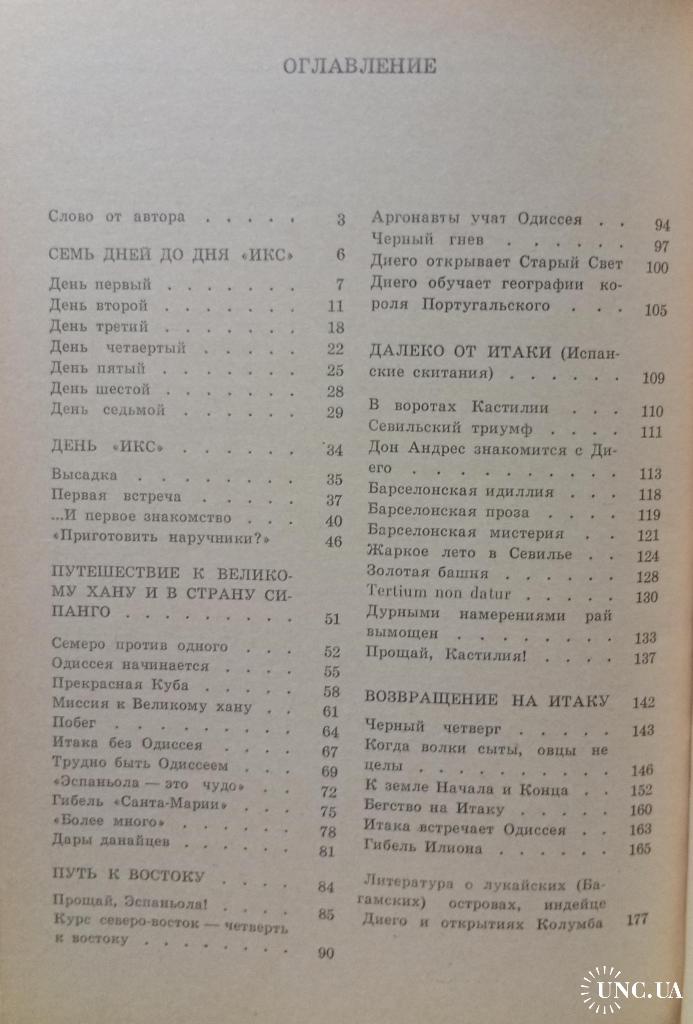 ОГЛАВЛЕНИЕ
Слово от автора . . . . . 3
СЕМЬ ДНЕЙ ДО ДНЯ «ИКС» 6
День первый . . . . . . . 7
День второй . . . . . . . 11
День третий . . . . . . . 18
День четвертый . . . . . 22
День пятый . . . . . . . 25
День шестой . . . . . . . 28
День седьмой . . . . . . 29
ДЕНЬ «ИКС» . . . . . . . 34
Высадка . . . . . . . . . 35
Первая встреча . . . . . 37
...И первое знакомство . . . 40
«Приготовить наручники?» 46
ПУТЕШЕСТВИЕ К ВЕЛИКО-
МУ ХАНУ И В СТРАНУ СИ-
ПАНГО . . . . . . . . . 51
Семеро против одного . . . 52
Одиссея начинается . . . . 55
Прекрасная Куба . . . . . 58
Миссия к Великому хану . . 61
Побег . . . . . . . . . . 64
Итака без Одиссея . . . . 67
Трудно быть Одиссеем . . . 69
«Эспаньола — это чудо» . . 72
Гибель «Санта-Марии» . . . 75
«Более много» . . . . . . 78
Дары данайцев . . . . . . 81
ПУТЬ К ВОСТОКУ . . . . 84
Прощай, Эспаньола! . . . . 85
Курс северо-восток — четверть
к востоку . . . . . . . . 90
Аргонавты учат Одиссея . . 94
Черный гнев . . . . . . 97
Диего открывает Старый Свет 100
Диего обучает географии ко-
роля Португальского . . . 105
ДАЛЕКО ОТ ИТАКИ (Испан-
ские скитания) . . . . . . 109
В воротах Кастилии . . . 110
Севильский триумф . . . . 111
Дон Андрес знакомится с Ди-
его . . . . . . . . . . 113
Барселонская идиллия . . . 118
Барселонская проза . . . . 119
Барселонская мистерия . . 121
Жаркое лето в Севилье . . 124
Золотая башня . . . . . . 128
Tertium non datur . . . . . 130
Дурными намерениями рай
вымощен . . . . . . . . 133
Прощай, Кастилия! . . . . 137
ВОЗВРАЩЕНИЕ НА ИТАКУ 142
Черный четверг . . . . . 143
Когда волки сыты, овцы не
целы . . . . . . . . . 146
К земле Начала и Конца . . 152
Бегство на Итаку . . . . . 160
Итака встречает Одиссея . . 163
Гибель Илиона . . . . . . 165
Литература о лукайских (Ба-
гамских) островах, индейце
Диего и открытиях Колумба 177
UNC.UA